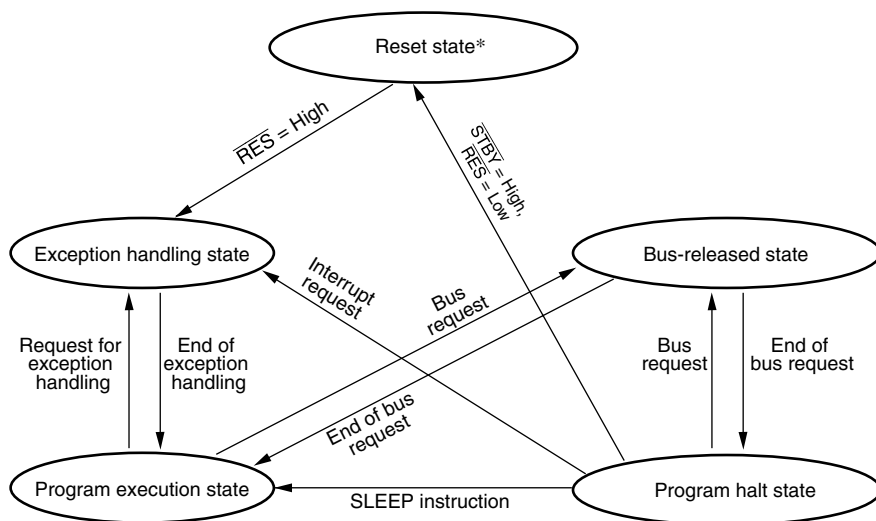 Reset state*
RES = High
STBY = High,
RES = Low
Exception handling state
Bus-released state
Interrupt
request
Bus
request
Request for
exception
handling
End of
exception
handling
Bus
request
End of
bus request
End of bus
request
Program execution state
SLEEP instruction
Program halt state